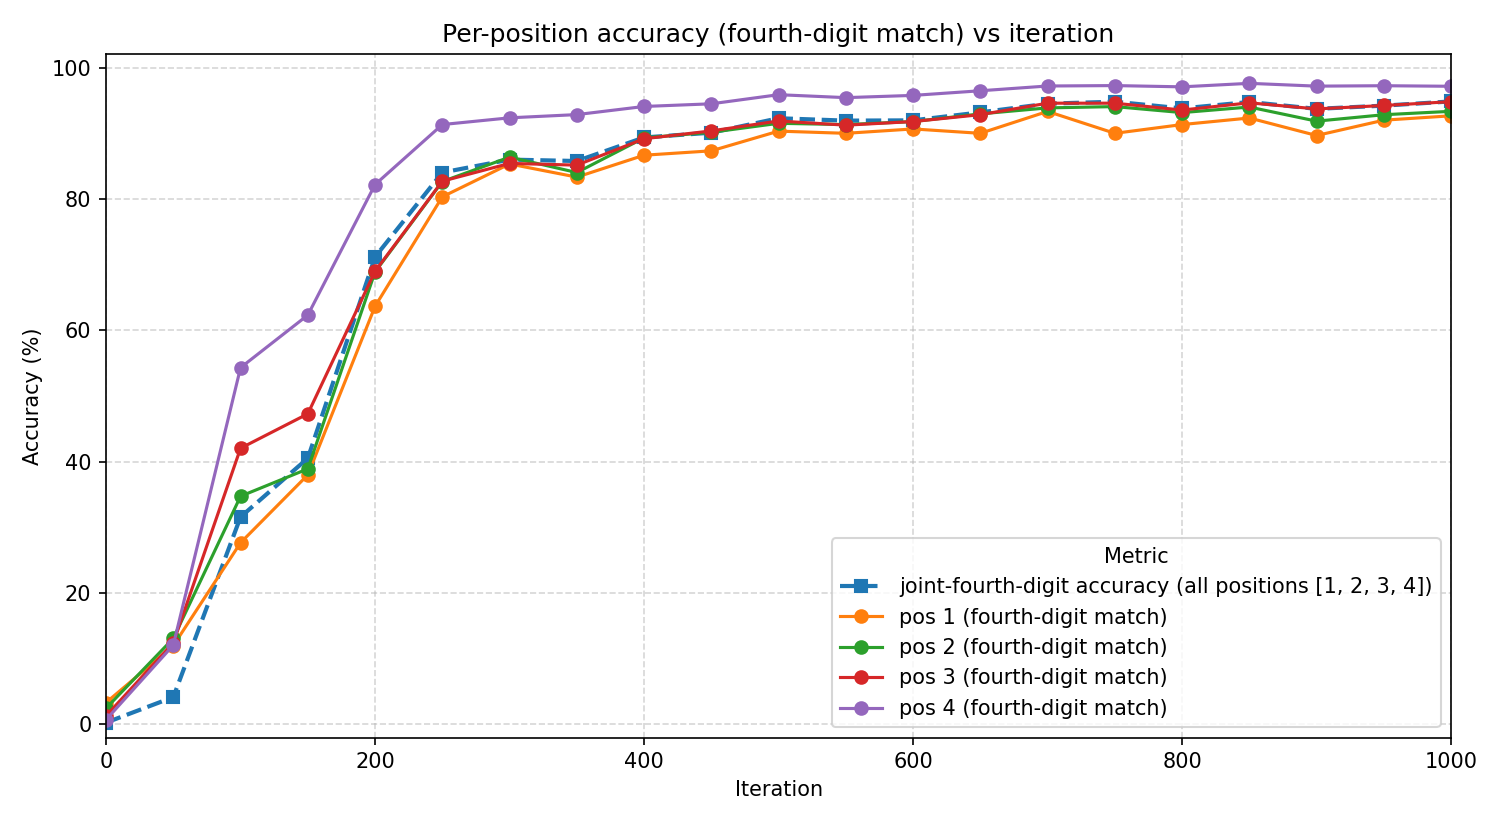 Per-position accuracy (fourth-digit match) vs iteration
100
80
60
40
20
0
Accuracy (%)
0 200 400 600 800 1000
Iteration
Metric
joint-fourth-digit accuracy (all positions [1, 2, 3, 4])
pos 1 (fourth-digit match)
pos 2 (fourth-digit match)
pos 3 (fourth-digit match)
pos 4 (fourth-digit match)